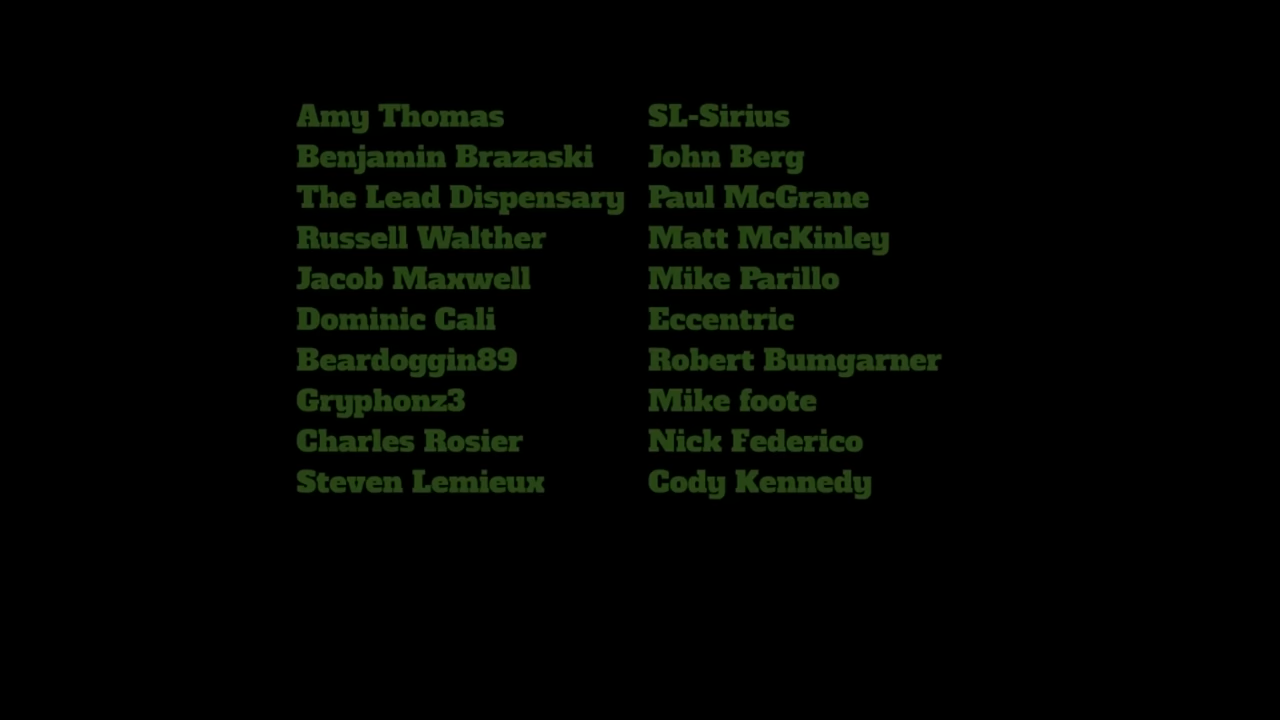 Amy Thomas
Benjamin Brazaski
The Lead Dispensary
Russell Walther
Jacob Maxwell
Dominic Cali
Beardoggin89
Gryphonz3
Charles Rosier
Steven Lemieux
SL-Sirius
John Berg
Paul McGrane
Matt McKinley
Mike Parillo
Eccentric
Robert Bumgarner
Mike foote
Nick Federico
Cody Kennedy